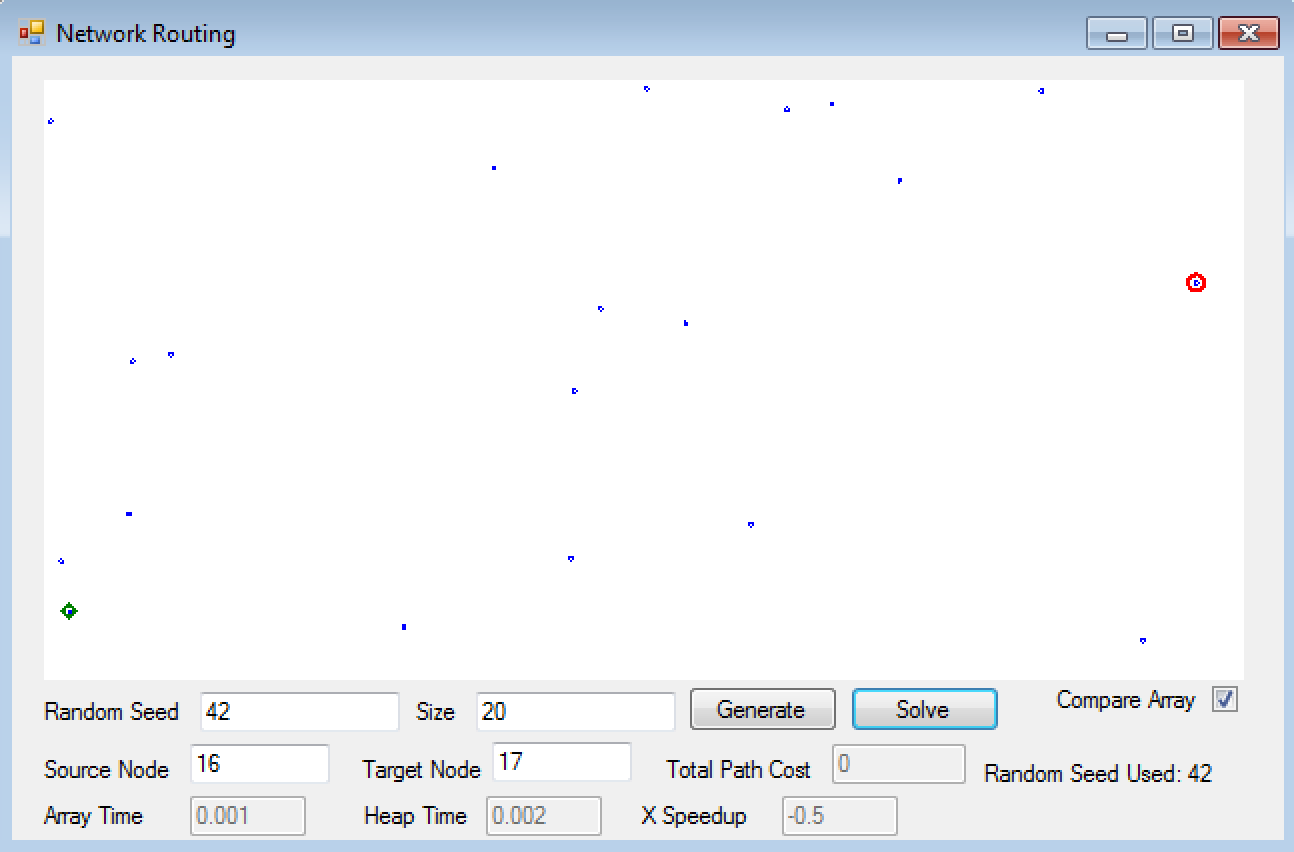 Network Routing
Random Seed 42 Size 20 Generate Solve Compare Array
Source Node 16 Target Node 17 Total Path Cost 0 Random Seed Used: 42
Array Time 0.001 Heap Time 0.002 X Speedup -0.5